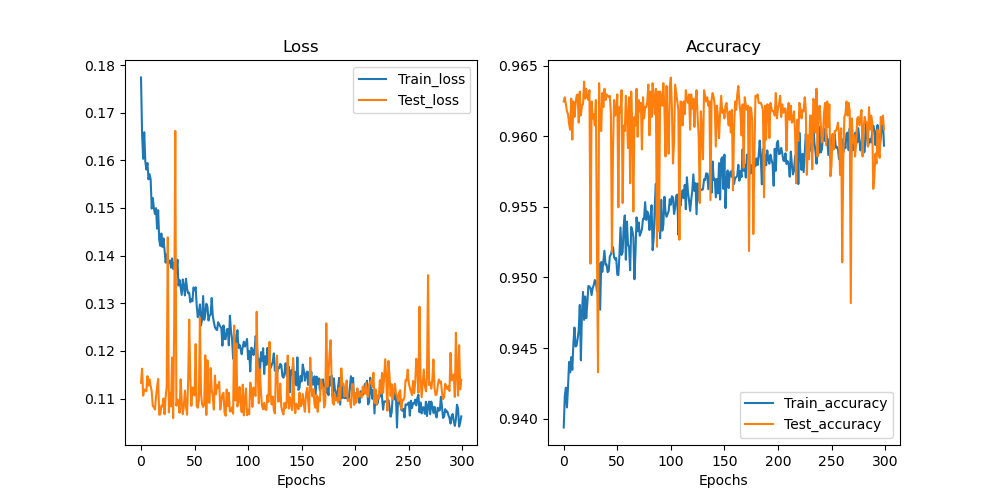 Loss
0.18
0.17
0.16
0.15
0.14
0.13
0.12
0.11
0 50 100 150 200 250 300
Epochs
Train_loss
Test_loss
Accuracy
0.965
0.960
0.955
0.950
0.945
0.940
0 50 100 150 200 250 300
Epochs
Train_accuracy
Test_accuracy